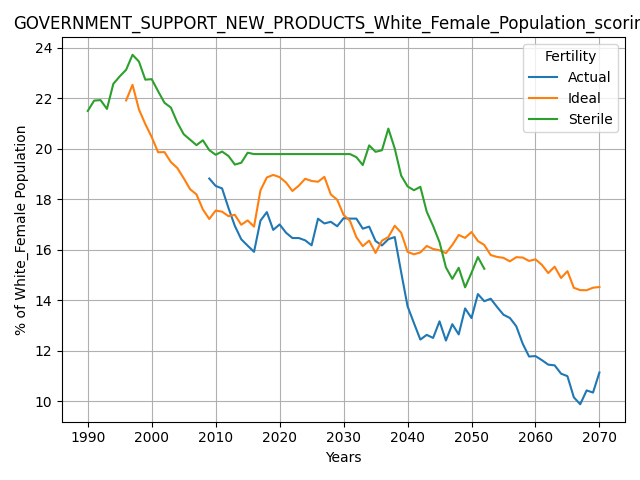 GOVERNMENT_SUPPORT_NEW_PRODUCTS_White_Female_Population_scorin
Fertility
Actual
Ideal
Sterile
% of White_Female Population
24
22
20
18
16
14
12
10
1990 2000 2010 2020 2030 2040 2050 2060 2070
Years